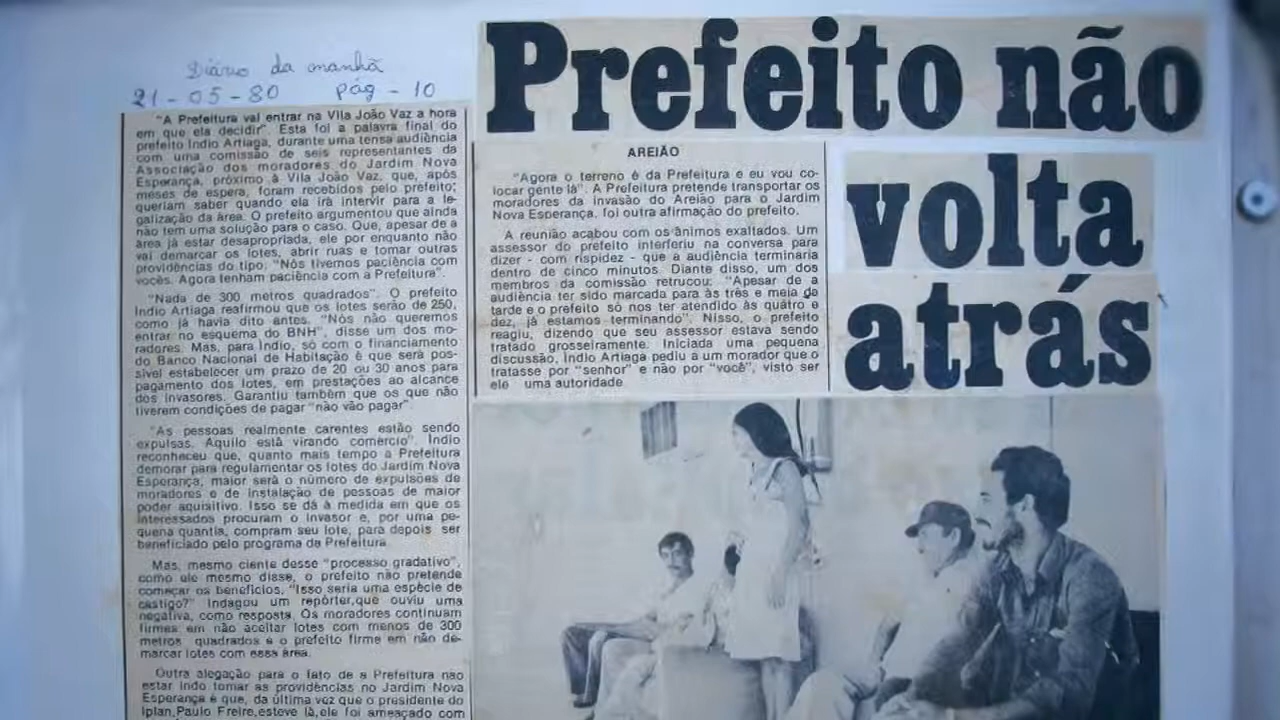 Diário da manhã
21-05-80 pág-10
Prefeito não
volta
atrás
"A Prefeitura vai entrar na Vila João Vaz a hora
em que ela decidir". Esta foi a palavra final do
prefeito Indio Artiaga, durante uma tensa audiência
com uma comissão de seis representantes da
Associação dos moradores do Jardim Nova
Esperança, próximo à Vila João Vaz, que, após
meses de espera, foram recebidos pelo prefeito;
queriam saber quando ela irá intervir para a le-
galização da área. O prefeito argumentou que ainda
não tem uma solução para o caso. Que, apesar de a
área já estar desapropriada, ele por enquanto não
vai demarcar os lotes, abrir ruas e tomar outras
providências do tipo. "Nós tivemos paciência com
vocês. Agora tenham paciência com a Prefeitura".
"Nada de 300 metros quadrados". O prefeito
Indio Artiaga reafirmou que os lotes serão de 250,
como já havia dito antes. "Nós não queremos
entrar no esquema do BNH", disse um dos mo-
radores. Mas, para Índio, só com o financiamento
do Banco Nacional de Habitação é que será pos-
sível estabelecer um prazo de 20 ou 30 anos para
pagamento dos lotes, em prestações ao alcance
dos invasores. Garantiu também que os que não
tiverem condições de pagar "não vão pagar".
"As pessoas realmente carentes estão sendo
expulsas. Aquilo está virando comércio". Indio
reconheceu que, quanto mais tempo a Prefeitura
demorar para regulamentar os lotes do Jardim Nova
Esperança, maior será o número de expulsões de
moradores e de instalação de pessoas de maior
poder aquisitivo. Isso se dá à medida em que os
interessados procuram o invasor e, por uma pe-
quena quantia, compram seu lote, para depois ser
beneficiado pelo programa da Prefeitura.
Mas, mesmo ciente desse "processo gradativo",
como ele mesmo disse, o prefeito não pretende
começar os benefícios. "Isso seria uma espécie de
castigo?" Indagou um repórter,que ouviu uma
negativa, como resposta. Os moradores continuam
firmes em não aceitar lotes com menos de 300
metros quadrados e o prefeito firme em não de-
marcar lotes com essa área.
Outra alegação para o fato de a Prefeitura nao
estar indo tomar as providências no Jardim Nova
Esperança é que, da última vez que o presidente do
Iplan,Paulo Freire,esteve lá,ele foi ameaçado com
AREIÃO
"Agora o terreno é da Prefeitura e eu vou co-
locar gente lá". A Prefeitura pretende transportar os
moradores da invasão do Areião para o Jardim
Nova Esperança, foi outra afirmação do prefeito.
A reunião acabou com os ânimos exaltados. Um
assessor do prefeito interferiu na conversa para
dizer - com rispidez - que a audiência terminaria
dentro de cinco minutos. Diante disso, um dos
membros da comissão retrucou: "Apesar de a
audiência ter sido marcada para às três e meia da
tarde e o prefeito só nos ter atendido às quatro e
dez, já estamos terminando". Nisso, o prefeito
reagiu, dizendo que seu assessor estava sendo
tratado grosseiramente. Iniciada uma pequena
discussão, Índio Artiaga pediu a um morador que o
tratasse por "senhor" e não por "você", visto ser
ele uma autoridade.